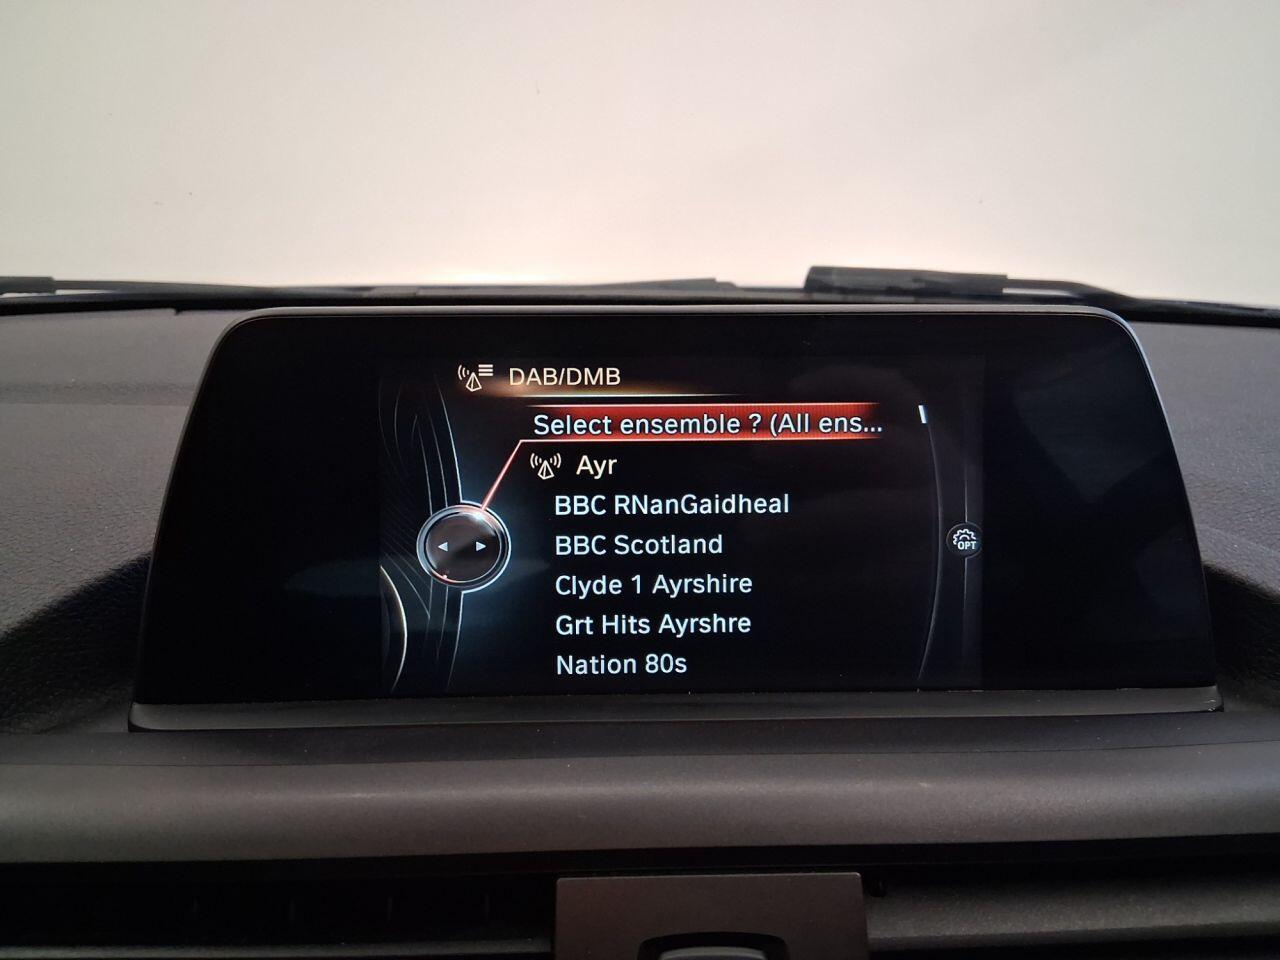 DAB/DMB
Select ensemble ? (All ens...
Ayr
BBC RNanGaidheal
BBC Scotland
Clyde 1 Ayrshire
Grt Hits Ayrshre
Nation 80s
OPT